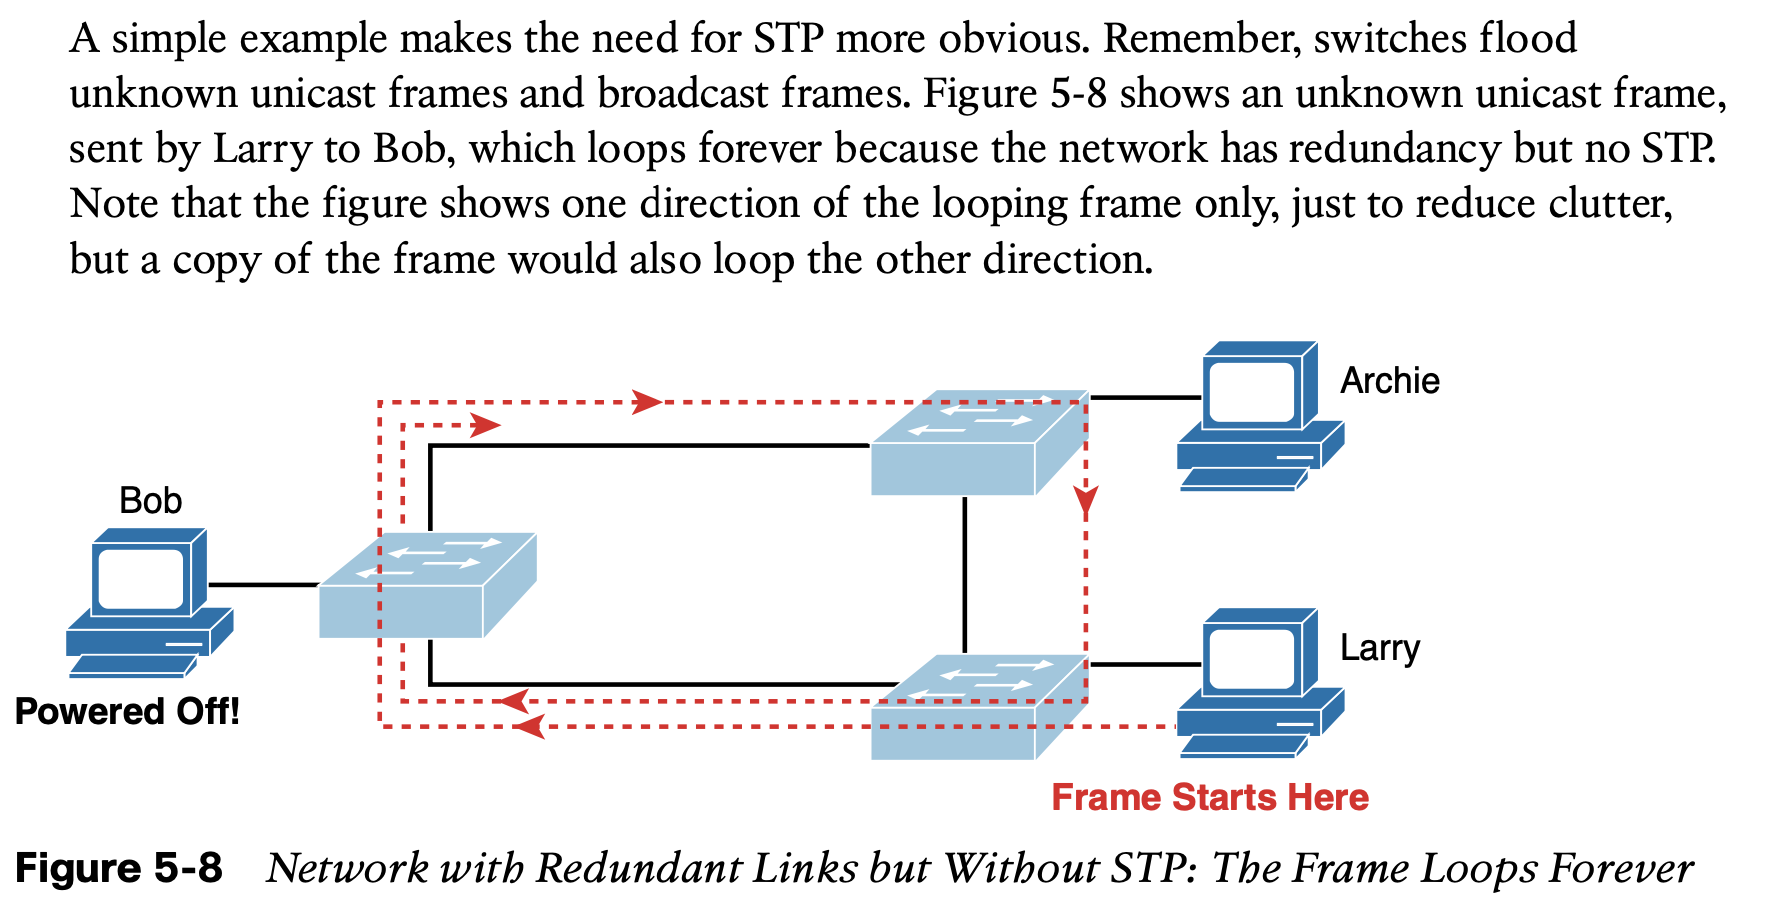 A simple example makes the need for STP more obvious. Remember, switches flood
unknown unicast frames and broadcast frames. Figure 5-8 shows an unknown unicast frame,
sent by Larry to Bob, which loops forever because the network has redundancy but no STP.
Note that the figure shows one direction of the looping frame only, just to reduce clutter,
but a copy of the frame would also loop the other direction.
Archie
Bob
Larry
Powered Off!
Frame Starts Here
Figure 5-8 Network with Redundant Links but Without STP: The Frame Loops Forever